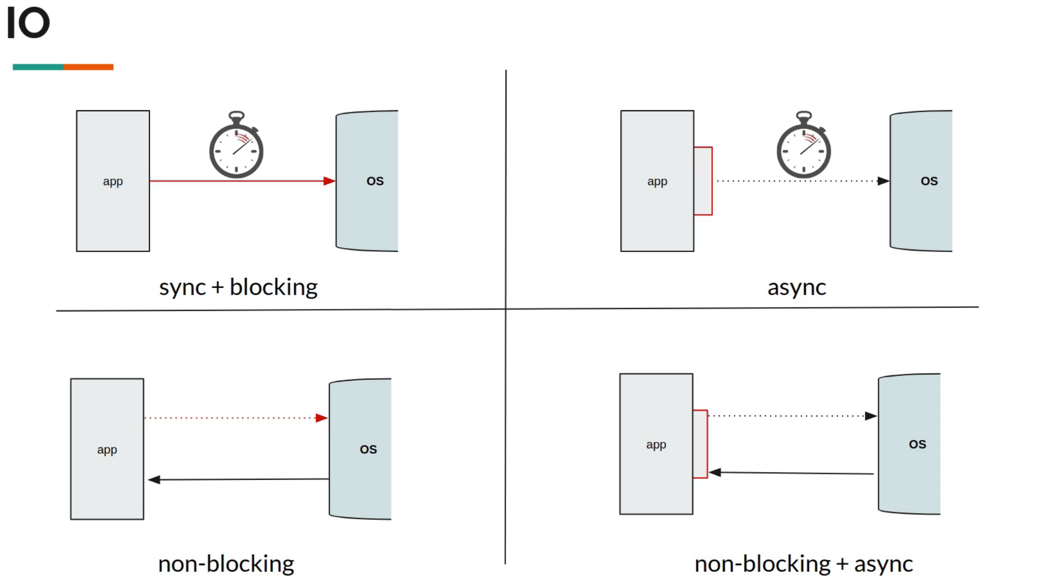 IO
app
OS
sync + blocking
app
OS
async
app
OS
non-blocking
app
OS
non-blocking + async